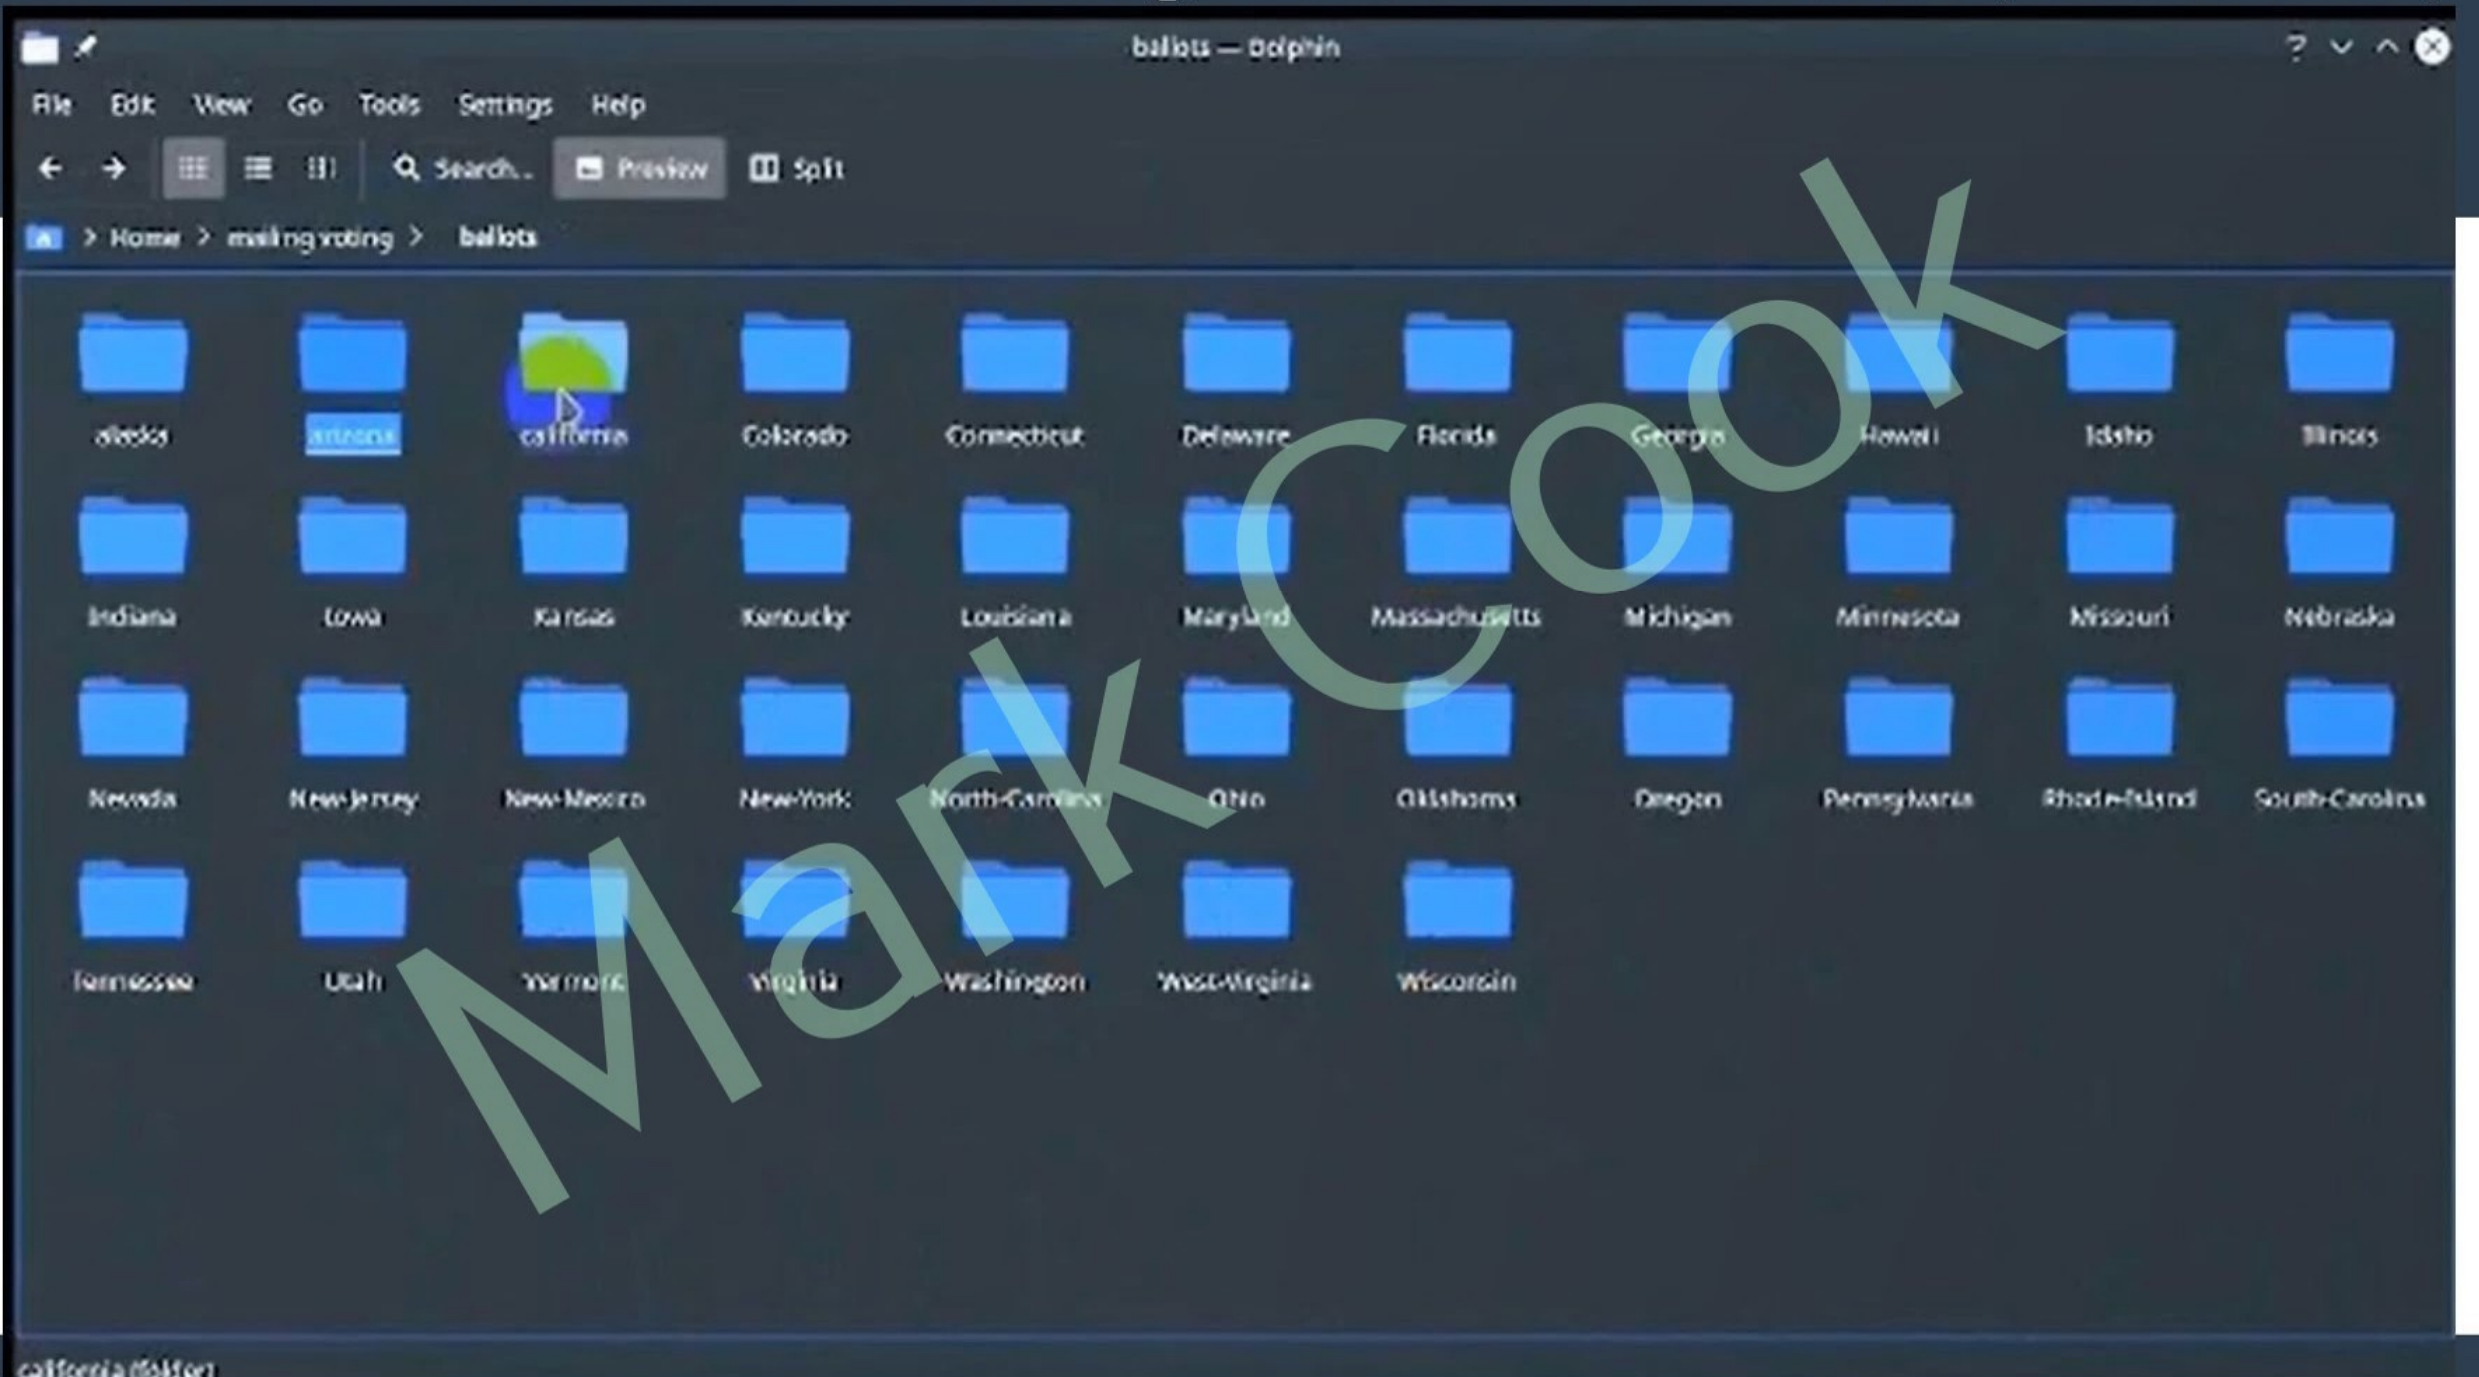 ballots — Dolphin
File Edit View Go Tools Settings Help
Search... Preview Split
> Home > mailing voting > ballots
alaska arizona california Colorado Connecticut Delaware Florida Georgia Hawaii Idaho Illinois
Indiana Iowa Kansas Kentucky Louisiana Maryland Massachusetts Michigan Minnesota Missouri Nebraska
Nevada New-Jersey New-Mexico New-York North-Carolina Ohio Oklahoma Oregon Pennsylvania Rhode-Island South-Carolina
Tennessee Utah Vermont Virginia Washington West-Virginia Wisconsin
Mark Cook
california (folder)